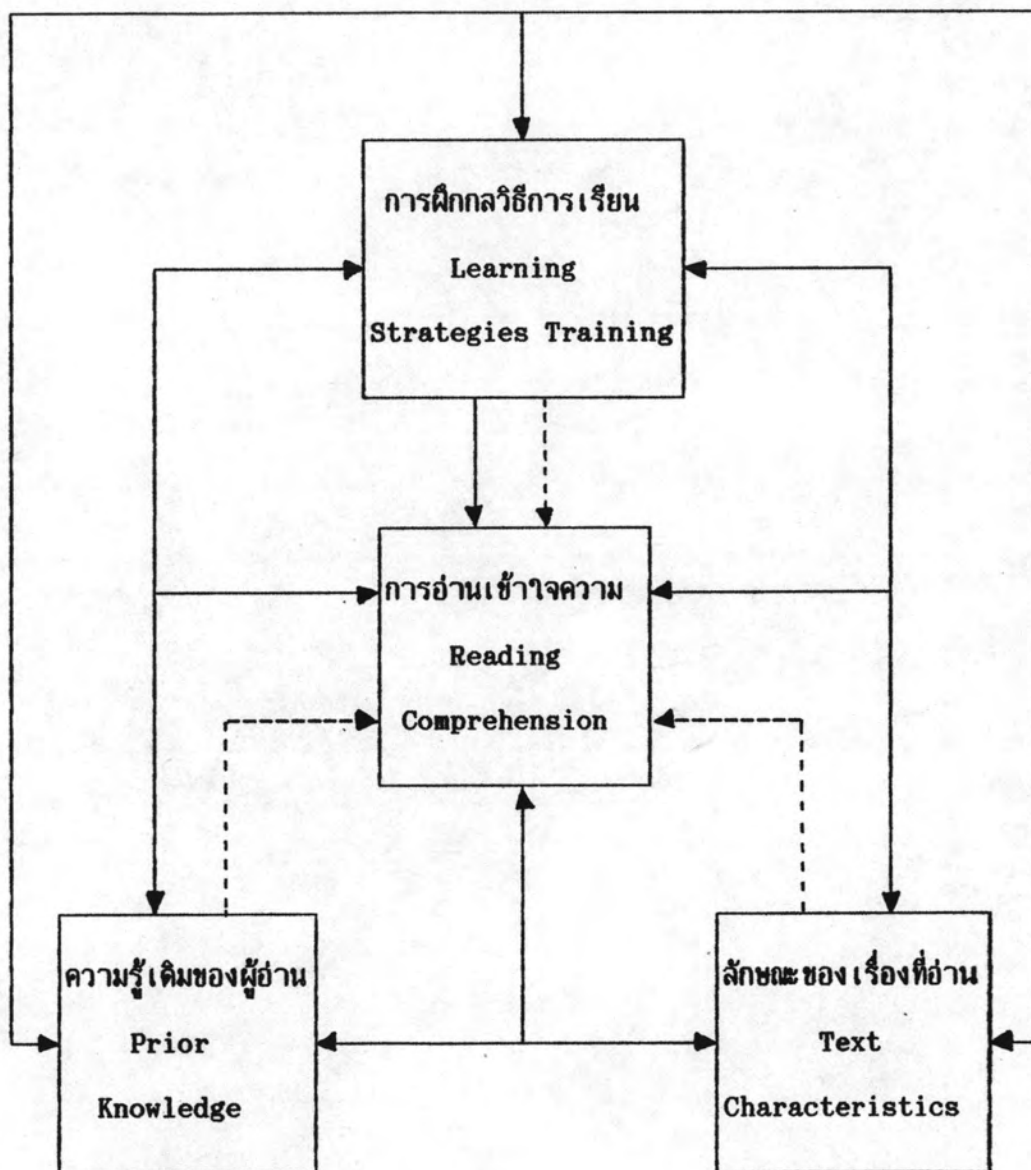 การฝึกกลวิธีการเรียน
Learning
Strategies Training
การอ่านเข้าใจความ
Reading
Comprehension
ความรู้เดิมของผู้อ่าน
Prior
Knowledge
ลักษณะของเรื่องที่อ่าน
Text
Characteristics